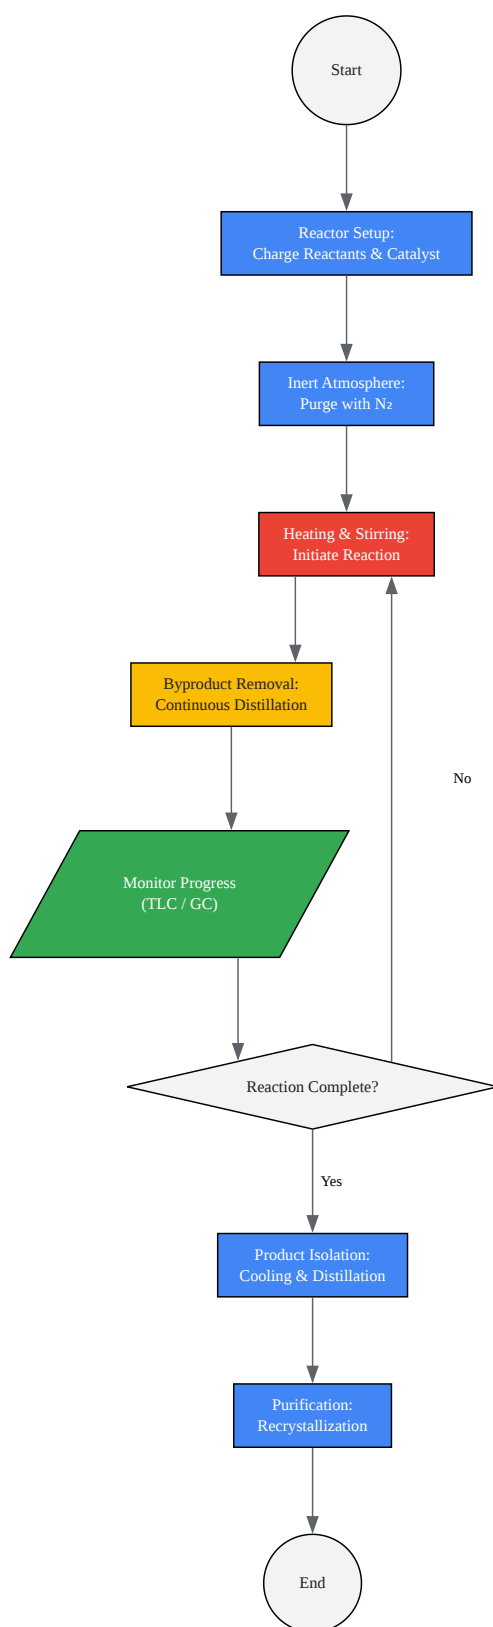 Start
Reactor Setup:
Charge Reactants & Catalyst
Inert Atmosphere:
Purge with N₂
Heating & Stirring:
Initiate Reaction
Byproduct Removal:
Continuous Distillation
No
Monitor Progress
(TLC / GC)
Reaction Complete?
Yes
Product Isolation:
Cooling & Distillation
Purification:
Recrystallization
End